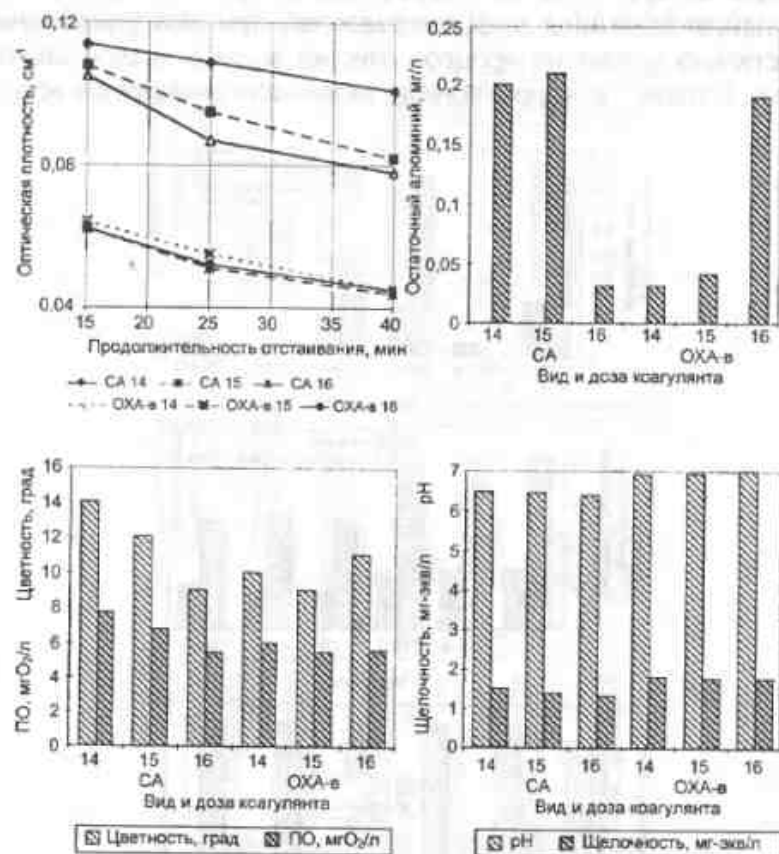 Оптическая плотность, см⁻¹
0,12
0,08
0,04
15 20 25 30 35 40
Продолжительность отстаивания, мин
СА 14 СА 15 СА 16
ОХА-в 14 ОХА-в 15 ОХА-в 16
Остаточный алюминий, мг/л
0,25
0,2
0,15
0,1
0,05
0
14 15 16 14 15 16
СА ОХА-в
Вид и доза коагулянта
ПО, мгО₂/л Цветность, град
16
14
12
10
8
6
4
2
0
14 15 16 14 15 16
СА ОХА-в
Вид и доза коагулянта
Цветность, град ПО, мгО₂/л
Щелочность, мг-экв/л pH
7
6
5
4
3
2
1
0
14 15 16 14 15 16
СА ОХА-в
Вид и доза коагулянта
pH Щелочность, мг-экв/л